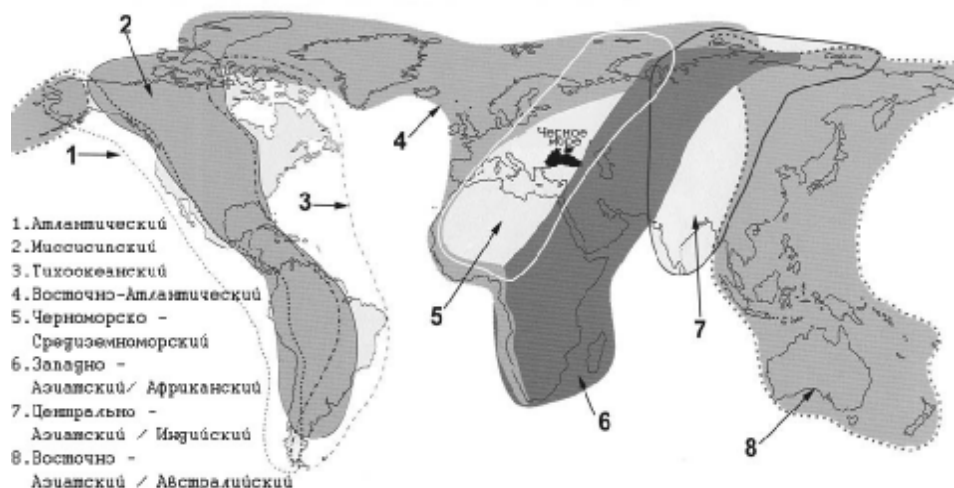 2
4
Черное
море
1
3
1.Атлантический
2.Миссисипский
3.Тихоокеанский
4.Восточно-Атлантический
5.Черноморско -
Средиземноморский
6.Западно -
Азиатский/ Африканский
7.Центрально -
Азиатский / Индийский
8.Восточно -
Азиатский / Австралийский
5
7
6
8